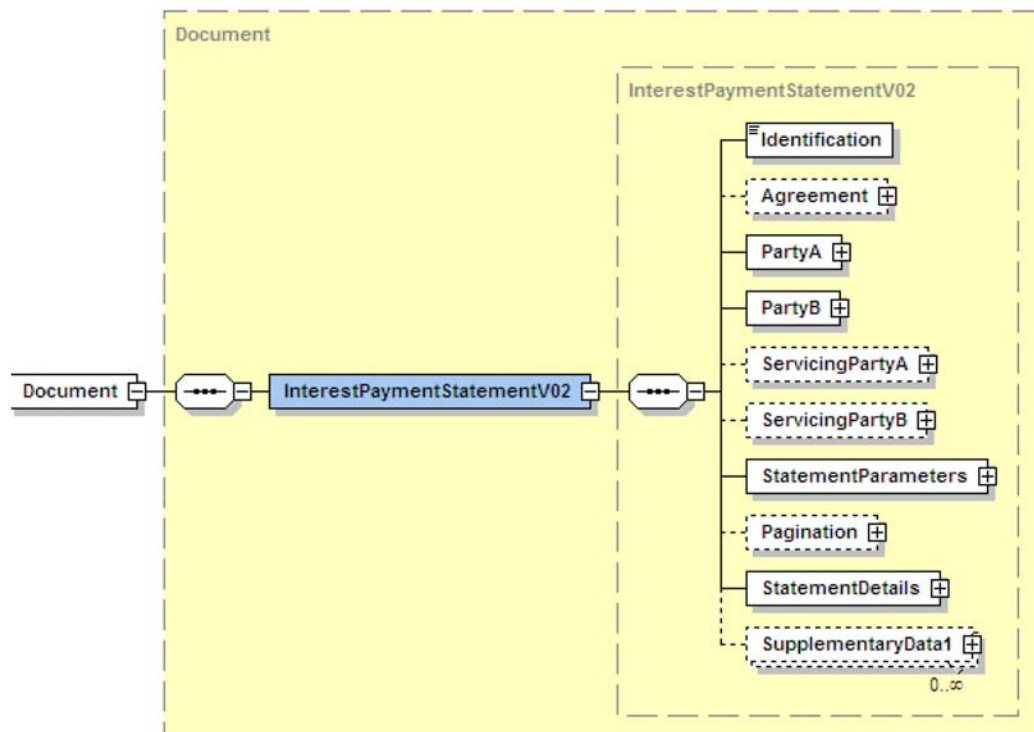 Document
InterestPaymentStatementV02
Identification
Agreement
PartyA
PartyB
ServicingPartyA
Document
InterestPaymentStatementV02
ServicingPartyB
StatementParameters
Pagination
StatementDetails
SupplementaryData1
0..∞